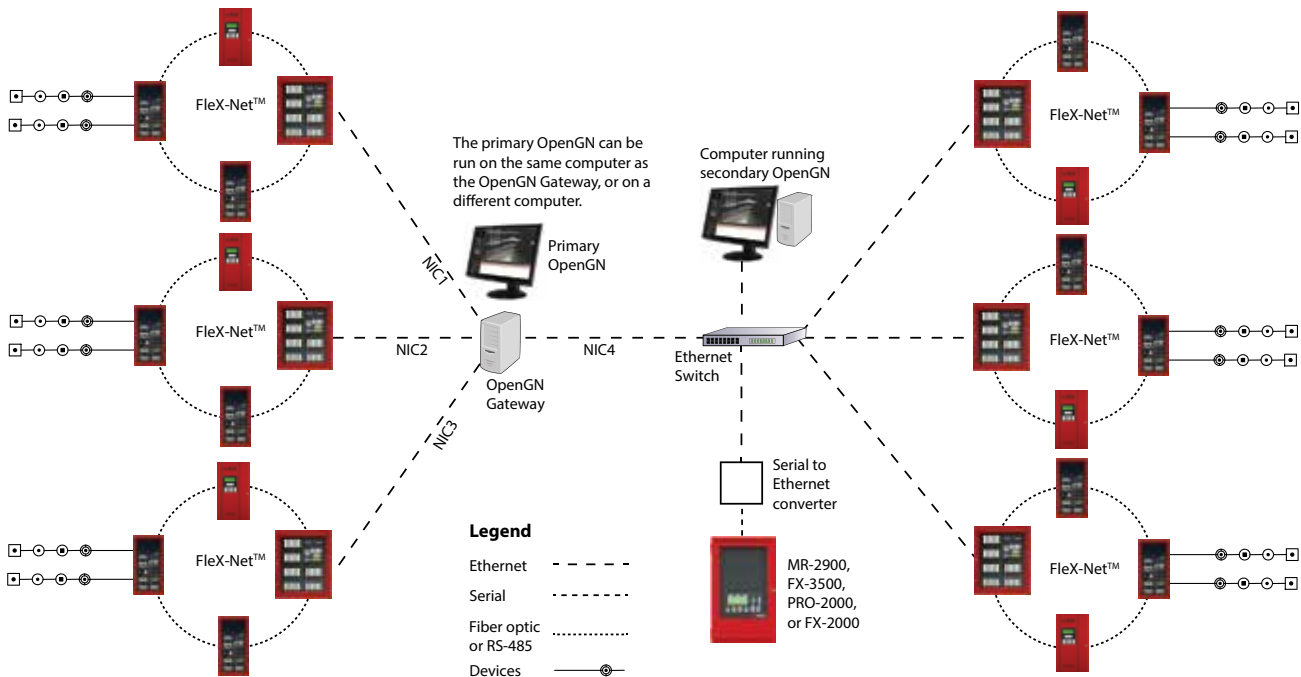 FleX-Net™
FleX-Net™
FleX-Net™
The primary OpenGN can be
run on the same computer as
the OpenGN Gateway, or on a
different computer.
Primary
OpenGN
NIC1
NIC2
NIC3
OpenGN
Gateway
NIC4
Computer running
secondary OpenGN
Ethernet
Switch
Serial to
Ethernet
converter
MR-2900,
FX-3500,
PRO-2000,
or FX-2000
Legend
Ethernet
Serial
Fiber optic
or RS-485
Devices
FleX-Net™
FleX-Net™
FleX-Net™